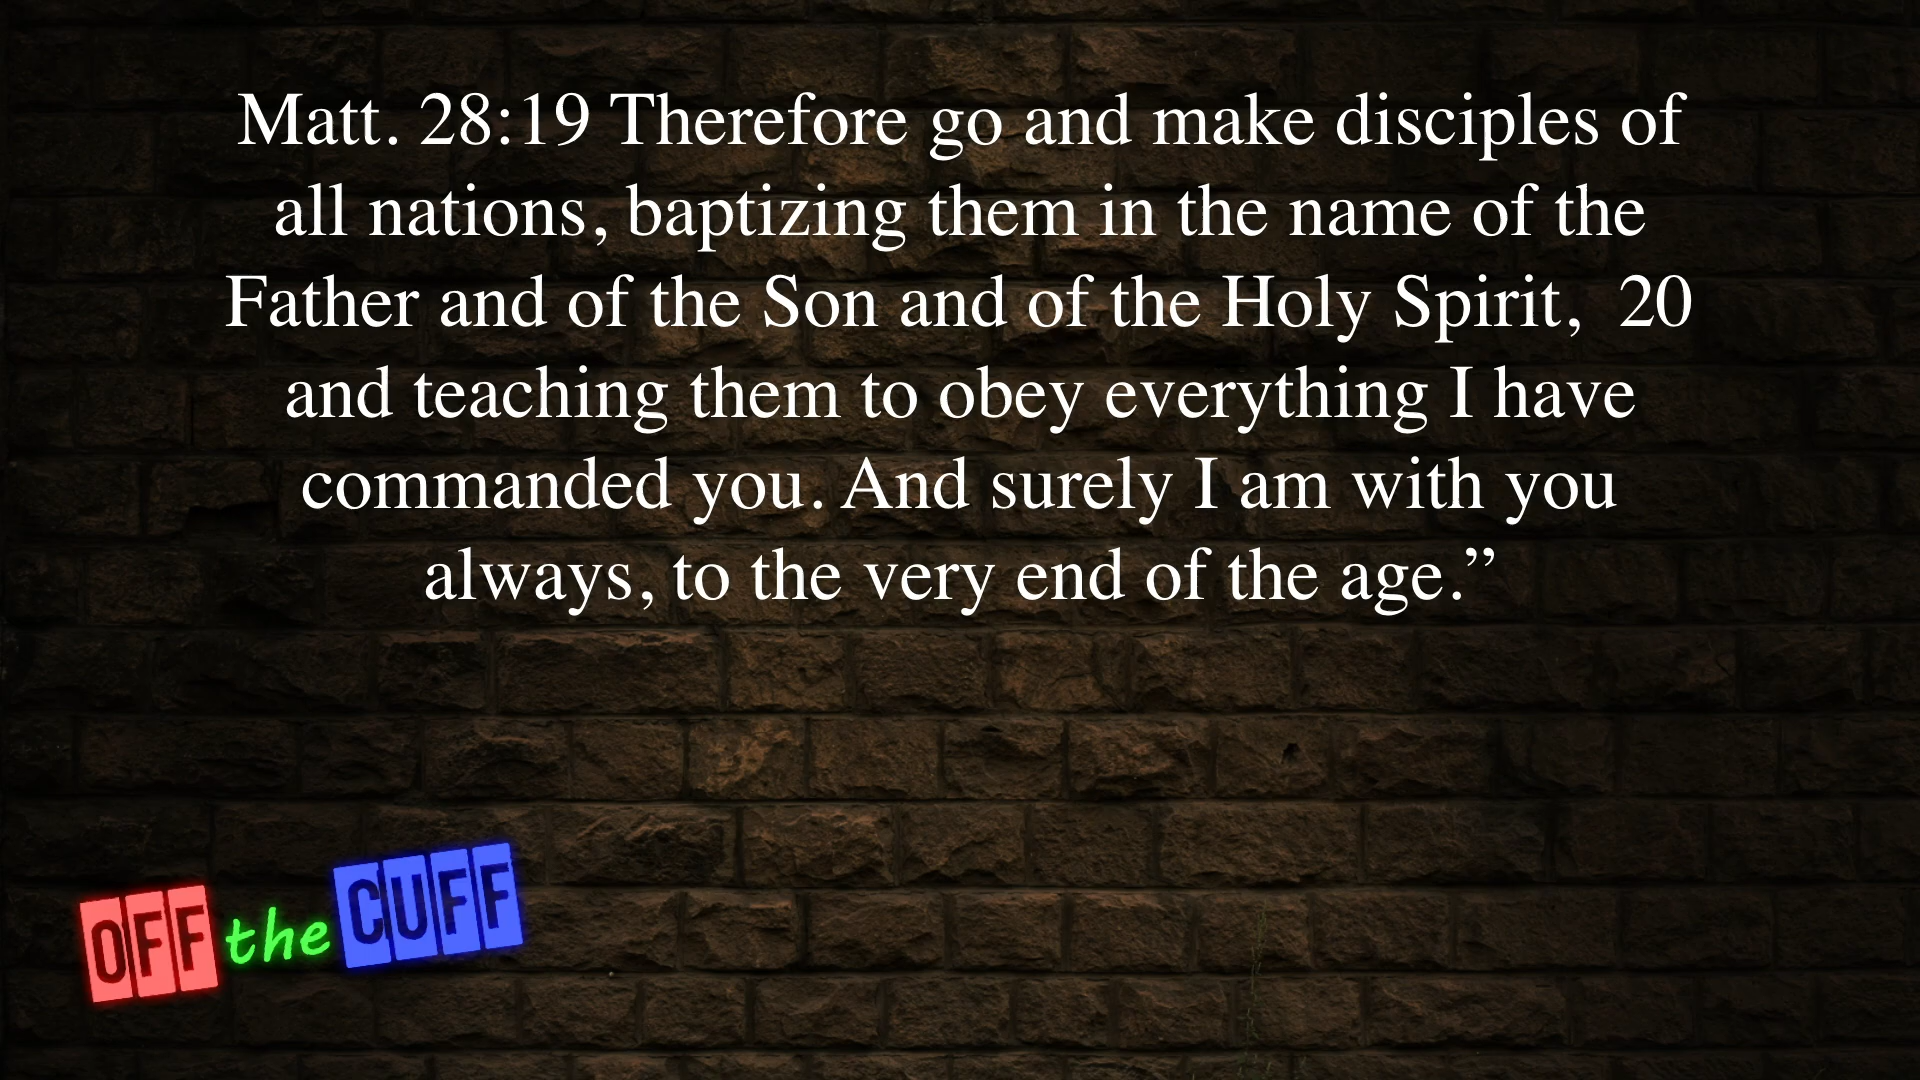 Matt. 28:19 Therefore go and make disciples of
all nations, baptizing them in the name of the
Father and of the Son and of the Holy Spirit,  20
and teaching them to obey everything I have
commanded you. And surely I am with you
always, to the very end of the age.”
OFF the CUFF